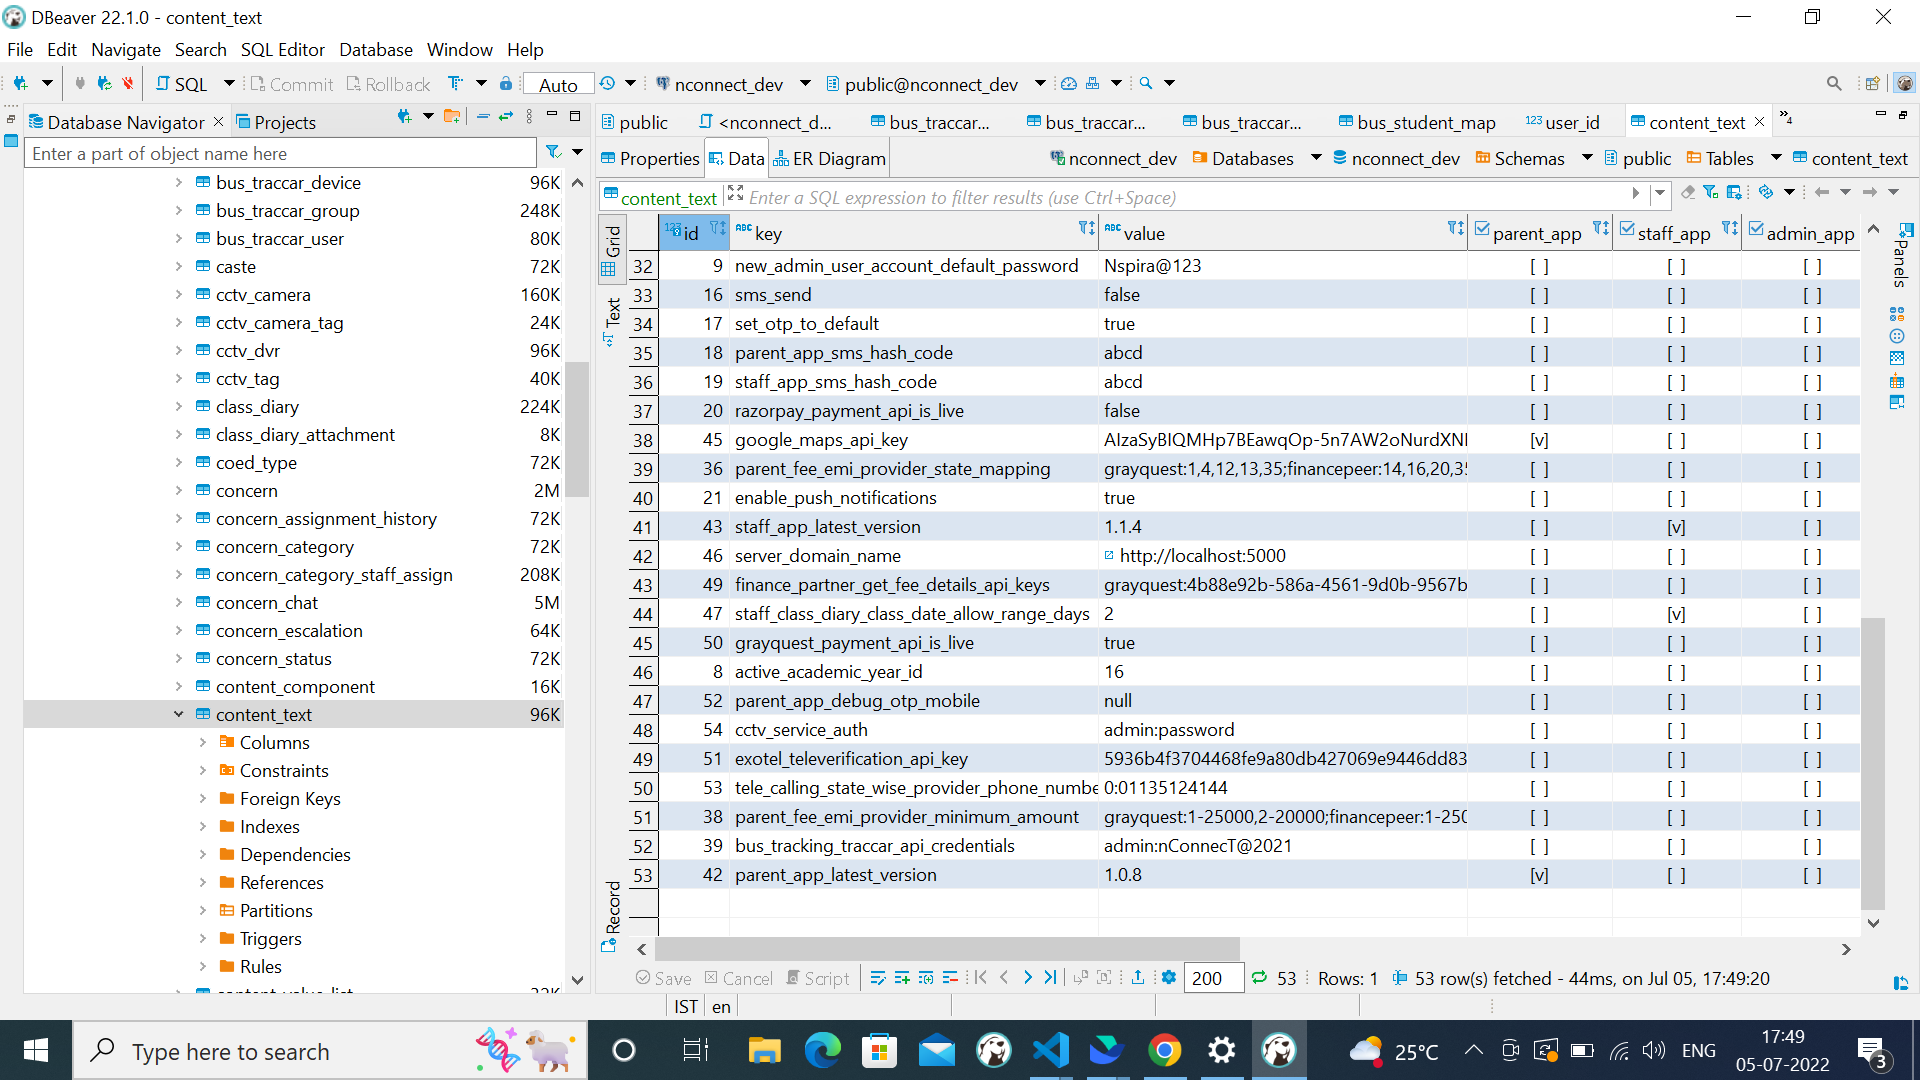 DBeaver 22.1.0 - content_text
File Edit Navigate Search SQL Editor Database Window Help
SQL Commit Rollback Auto nconnect_dev public@nconnect_dev
Database Navigator Projects
Enter a part of object name here
bus_traccar_device 96K
bus_traccar_group 248K
bus_traccar_user 80K
caste 72K
cctv_camera 160K
cctv_camera_tag 24K
cctv_dvr 96K
cctv_tag 40K
class_diary 224K
class_diary_attachment 8K
coed_type 72K
concern 2M
concern_assignment_history 72K
concern_category 72K
concern_category_staff_assign 208K
concern_chat 5M
concern_escalation 64K
concern_status 72K
content_component 16K
content_text 96K
Columns
Constraints
Foreign Keys
Indexes
Dependencies
References
Partitions
Triggers
Rules
public <nconnect_d... bus_traccar... bus_traccar... bus_traccar... bus_student_map 123 user_id content_text »4
Properties Data ER Diagram nconnect_dev Databases nconnect_dev Schemas public Tables content_text
content_text Enter a SQL expression to filter results (use Ctrl+Space)
Grid
Text
Record
Panels
123 id ABC key ABC value parent_app staff_app admin_app
32 9 new_admin_user_account_default_password Nspira@123 [ ] [ ] [ ]
33 16 sms_send false [ ] [ ] [ ]
34 17 set_otp_to_default true [ ] [ ] [ ]
35 18 parent_app_sms_hash_code abcd [ ] [ ] [ ]
36 19 staff_app_sms_hash_code abcd [ ] [ ] [ ]
37 20 razorpay_payment_api_is_live false [ ] [ ] [ ]
38 45 google_maps_api_key AIzaSyBIQMHp7BEawqOp-5n7AW2oNurdXN [v] [ ] [ ]
39 36 parent_fee_emi_provider_state_mapping grayquest:1,4,12,13,35;financepeer:14,16,20,35 [ ] [ ] [ ]
40 21 enable_push_notifications true [ ] [ ] [ ]
41 43 staff_app_latest_version 1.1.4 [ ] [v] [ ]
42 46 server_domain_name http://localhost:5000 [ ] [ ] [ ]
43 49 finance_partner_get_fee_details_api_keys grayquest:4b88e92b-586a-4561-9d0b-9567b [ ] [ ] [ ]
44 47 staff_class_diary_class_date_allow_range_days 2 [ ] [v] [ ]
45 50 grayquest_payment_api_is_live true [ ] [ ] [ ]
46 8 active_academic_year_id 16 [ ] [ ] [ ]
47 52 parent_app_debug_otp_mobile null [ ] [ ] [ ]
48 54 cctv_service_auth admin:password [ ] [ ] [ ]
49 51 exotel_televerification_api_key 5936b4f3704468fe9a80db427069e9446dd83 [ ] [ ] [ ]
50 53 tele_calling_state_wise_provider_phone_numbe 0:01135124144 [ ] [ ] [ ]
51 38 parent_fee_emi_provider_minimum_amount grayquest:1-25000,2-20000;financepeer:1-250 [ ] [ ] [ ]
52 39 bus_tracking_traccar_api_credentials admin:nConnecT@2021 [ ] [ ] [ ]
53 42 parent_app_latest_version 1.0.8 [v] [ ] [ ]
Save Cancel Script 200 53 Rows: 1 53 row(s) fetched - 44ms, on Jul 05, 17:49:20
IST en
Type here to search
25°C ENG 17:49
05-07-2022 3